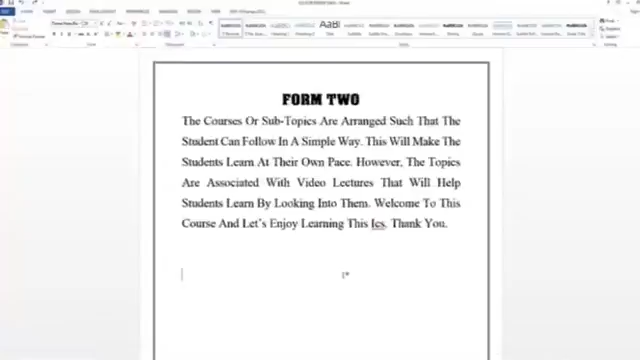 FORM TWO
The Courses Or Sub-Topics Are Arranged Such That The
Student Can Follow In A Simple Way. This Will Make The
Students Learn At Their Own Pace. However, The Topics
Are Associated With Video Lectures That Will Help
Students Learn By Looking Into Them. Welcome To This
Course And Let's Enjoy Learning This Ics. Thank You.